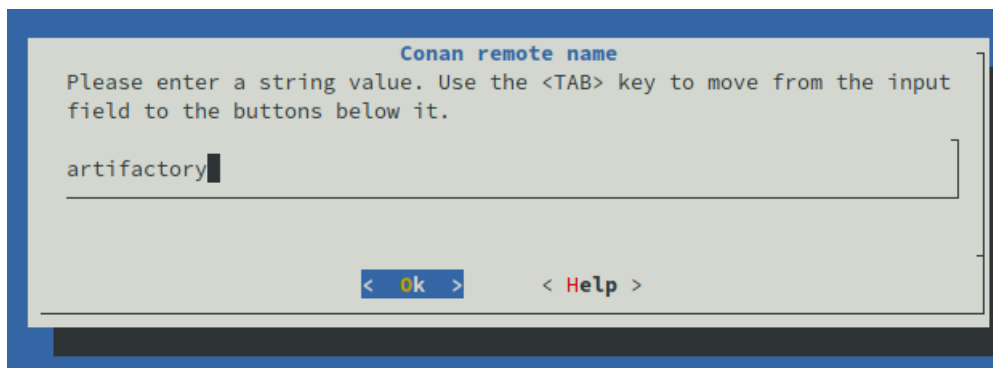 Conan remote name
Please enter a string value. Use the <TAB> key to move from the input
field to the buttons below it.
artifactory
< Ok > < Help >